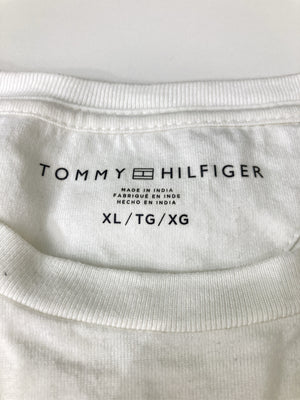 TOMMY HILFIGER
MADE IN INDIA
FABRIQUÉ EN INDE
HECHO EN INDIA
XL/TG/XG